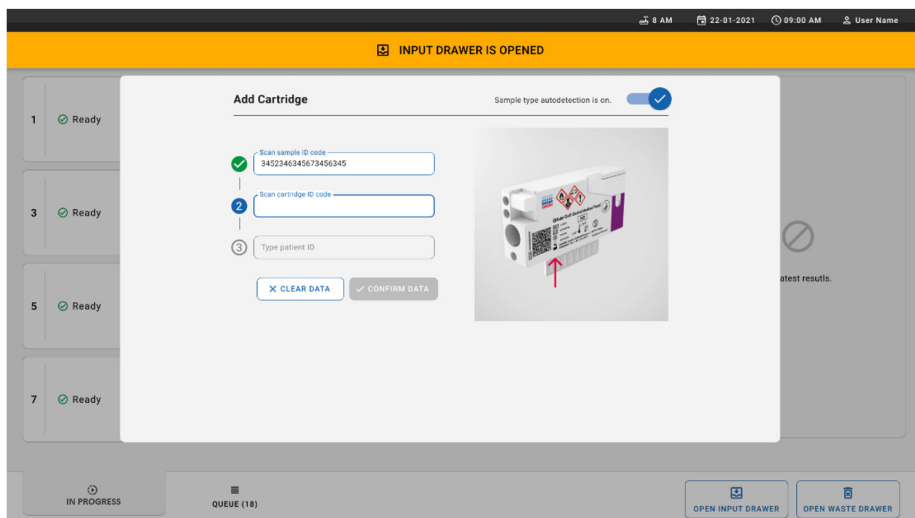 8 AM 22-01-2021 09:00 AM User Name
INPUT DRAWER IS OPENED
Add Cartridge
Sample type autodetection is on.
1 Ready
3 Ready
5 Ready
7 Ready
Scan sample ID code
3452346345673456345
Scan cartridge ID code
2
3 Type patient ID
CLEAR DATA CONFIRM DATA
atest resutls.
IN PROGRESS
QUEUE (18)
OPEN INPUT DRAWER
OPEN WASTE DRAWER